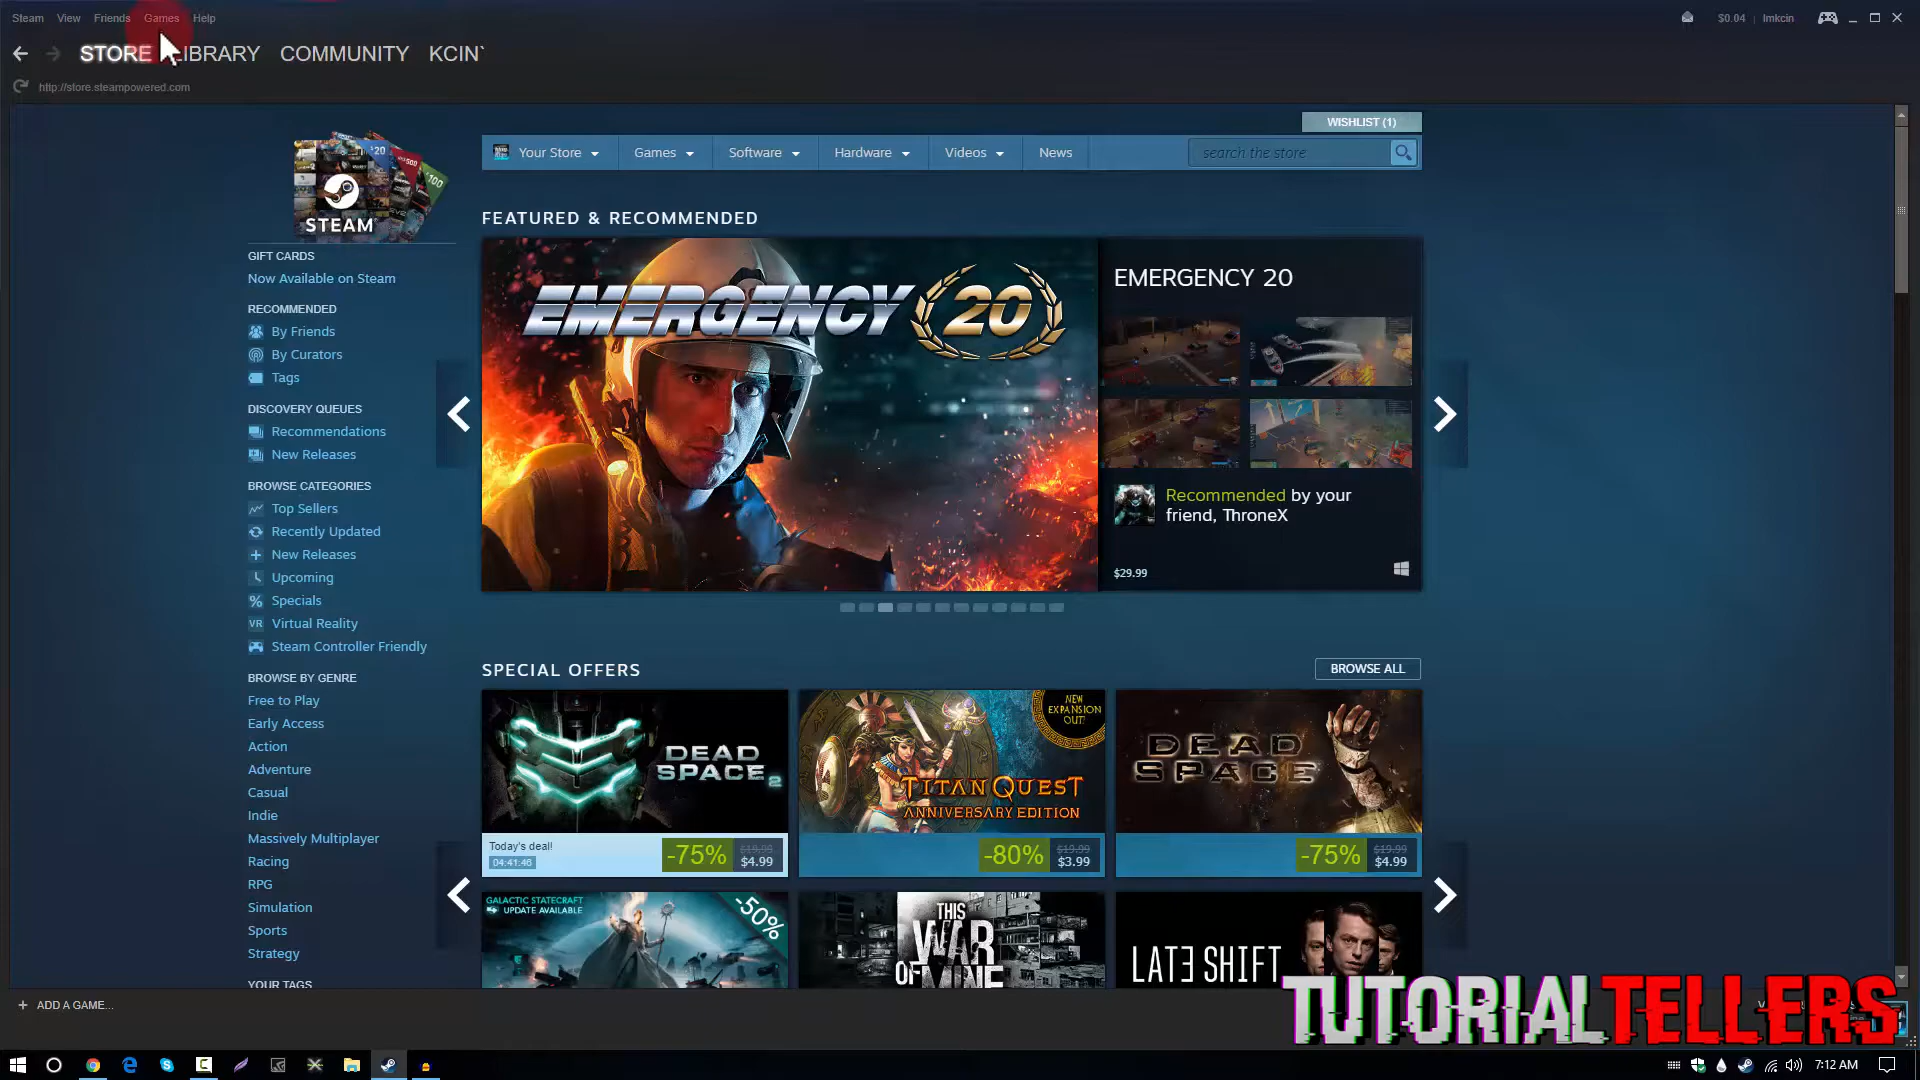 Steam View Friends Games Help
$0.04 | Imkcin
STORE LIBRARY COMMUNITY KCIN`
http://store.steampowered.com
WISHLIST (1)
Your Store Games Software Hardware Videos News search the store
$20
$100
STEAM
GIFT CARDS
Now Available on Steam
RECOMMENDED
By Friends
By Curators
Tags
DISCOVERY QUEUES
Recommendations
New Releases
BROWSE CATEGORIES
Top Sellers
Recently Updated
New Releases
Upcoming
Specials
VR Virtual Reality
Steam Controller Friendly
BROWSE BY GENRE
Free to Play
Early Access
Action
Adventure
Casual
Indie
Massively Multiplayer
Racing
RPG
Simulation
Sports
Strategy
YOUR TAGS
FEATURED & RECOMMENDED
EMERGENCY 20
EMERGENCY 20
Recommended by your
friend, ThroneX
$29.99
SPECIAL OFFERS
BROWSE ALL
DEAD
SPACE 2
Today's deal!
04:41:46
-75%
$19.99
$4.99
NEW
EXPANSION
OUT!
TITAN QUEST
ANNIVERSARY EDITION
-80%
$19.99
$3.99
DEAD
SPACE
-75%
$19.99
$4.99
GALACTIC STATECRAFT
UPDATE AVAILABLE
-50%
THIS
WAR
OF MINE
LATE SHIFT
+ ADD A GAME...
TUTORIALTELLERS
7:12 AM